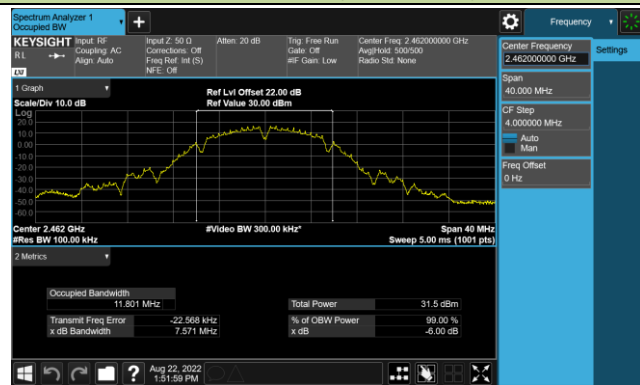 Spectrum Analyzer 1
Occupied BW
+
Frequency
KEYSIGHT
RL
LXI
Input: RF
Coupling: AC
Align: Auto
Input Z: 50 Ω
Corrections: Off
Freq Ref: Int (S)
NFE: Off
Atten: 20 dB
Trig: Free Run
Gate: Off
#IF Gain: Low
Center Freq: 2.462000000 GHz
Avg|Hold: 500/500
Radio Std: None
Center Frequency
2.462000000 GHz
Settings
Span
40.000 MHz
CF Step
4.000000 MHz
Auto
Man
Freq Offset
0 Hz
1 Graph
Scale/Div 10.0 dB
Ref Lvl Offset 22.00 dB
Ref Value 30.00 dBm
Log
20.0
10.0
0.00
-10.0
-20.0
-30.0
-40.0
-50.0
-60.0
Center 2.462 GHz
#Res BW 100.00 kHz
#Video BW 300.00 kHz*
Span 40 MHz
Sweep 5.00 ms (1001 pts)
2 Metrics
Occupied Bandwidth
11.801 MHz
Total Power 31.5 dBm
Transmit Freq Error -22.568 kHz
% of OBW Power 99.00 %
x dB Bandwidth 7.571 MHz
x dB -6.00 dB
?
Aug 22, 2022
1:51:59 PM